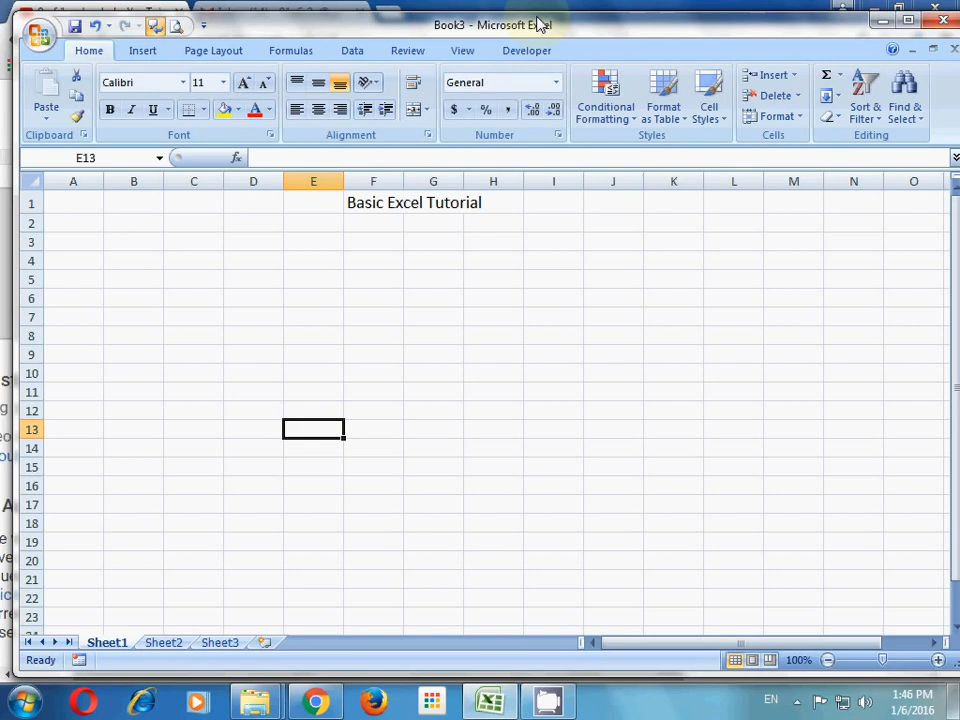 Book3 - Microsoft Excel
Home Insert Page Layout Formulas Data Review View Developer
Paste
Calibri 11
General
Conditional Formatting
Format as Table
Cell Styles
Insert
Delete
Format
Sort & Filter
Find & Select
Clipboard Font Alignment Number Styles Cells Editing
E13
A B C D E F G H I J K L M N O
1 Basic Excel Tutorial
2
3
4
5
6
7
8
9
10
11
12
13
14
15
16
17
18
19
20
21
22
23
Sheet1 Sheet2 Sheet3
Ready 100%
EN
1:46 PM
1/6/2016